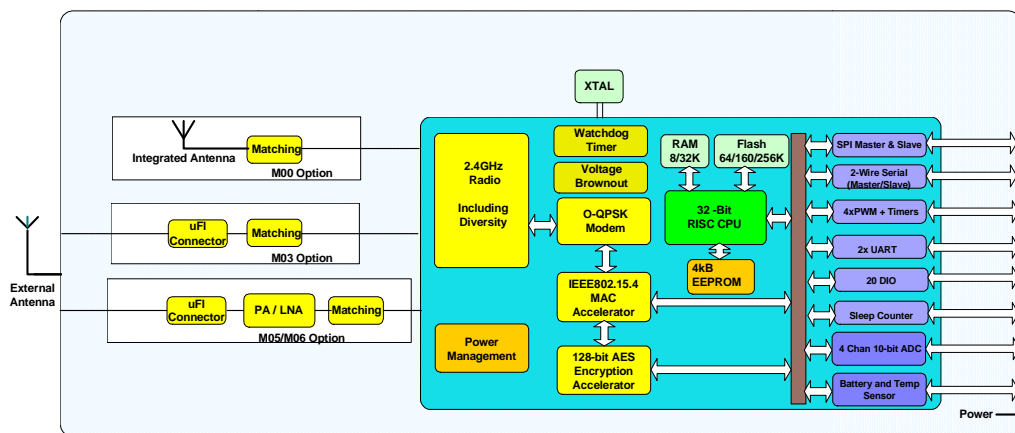 XTAL
Integrated Antenna
Matching
M00 Option
uFl
Connector
Matching
M03 Option
External
Antenna
uFl
Connector
PA / LNA
Matching
M05/M06 Option
2.4GHz
Radio
Including
Diversity
Power
Management
Watchdog
Timer
Voltage
Brownout
O-QPSK
Modem
IEEE802.15.4
MAC
Accelerator
128-bit AES
Encryption
Accelerator
RAM
8/32K
Flash
64/160/256K
32 -Bit
RISC CPU
4kB
EEPROM
SPI Master & Slave
2-Wire Serial
(Master/Slave)
4xPWM + Timers
2x UART
20 DIO
Sleep Counter
4 Chan 10-bit ADC
Battery and Temp
Sensor
Power